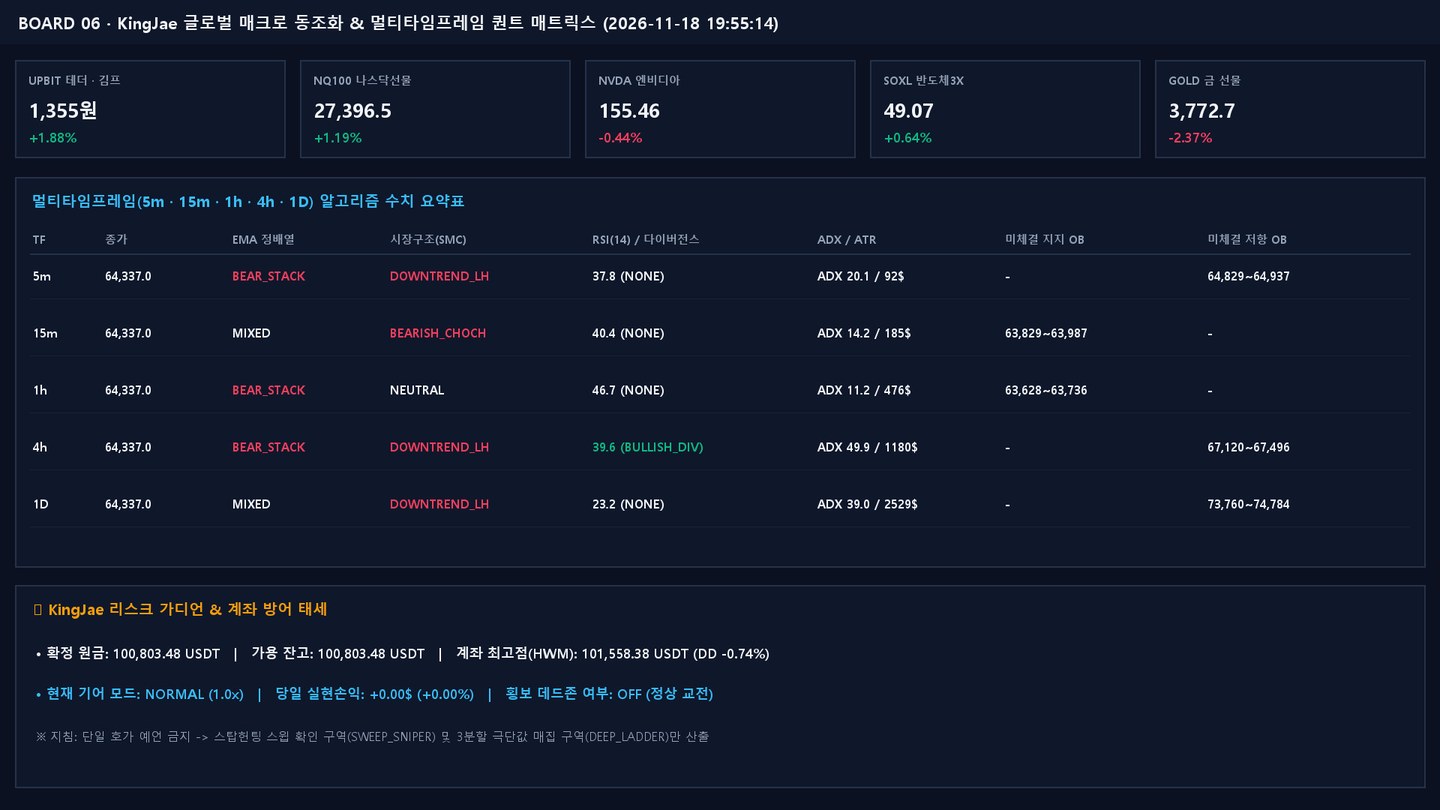 BOARD 06 · KingJae 글로벌 매크로 동조화 & 멀티타임프레임 퀀트 매트릭스 (2026-11-18 19:55:14)
UPBIT 테더 · 김프 NQ100 나스닥선물 NVDA 엔비디아 SOXL 반도체3X GOLD 금 선물
1,355원 27,396.5 155.46 49.07 3,772.7
+1.88% +1.19% -0.44% +0.64% -2.37%
멀티타임프레임(5m · 15m · 1h · 4h · 1D) 알고리즘 수치 요약표
TF 종가 EMA 정배열 시장구조(SMC) RSI(14) / 다이버전스 ADX / ATR 미체결 지지 OB 미체결 저항 OB
5m 64,337.0 BEAR_STACK DOWNTREND_LH 37.8 (NONE) ADX 20.1 / 92$ - 64,829~64,937
15m 64,337.0 MIXED BEARISH_CHOCH 40.4 (NONE) ADX 14.2 / 185$ 63,829~63,987 -
1h 64,337.0 BEAR_STACK NEUTRAL 46.7 (NONE) ADX 11.2 / 476$ 63,628~63,736 -
4h 64,337.0 BEAR_STACK DOWNTREND_LH 39.6 (BULLISH_DIV) ADX 49.9 / 1180$ - 67,120~67,496
1D 64,337.0 MIXED DOWNTREND_LH 23.2 (NONE) ADX 39.0 / 2529$ - 73,760~74,784
KingJae 리스크 가디언 & 계좌 방어 태세
• 확정 원금: 100,803.48 USDT | 가용 잔고: 100,803.48 USDT | 계좌 최고점(HWM): 101,558.38 USDT (DD -0.74%)
• 현재 기어 모드: NORMAL (1.0x) | 당일 실현손익: +0.00$ (+0.00%) | 횡보 데드존 여부: OFF (정상 교전)
※ 지침: 단일 호가 예언 금지 -> 스탑헌팅 스윕 확인 구역(SWEEP_SNIPER) 및 3분할 극단값 매집 구역(DEEP_LADDER)만 산출